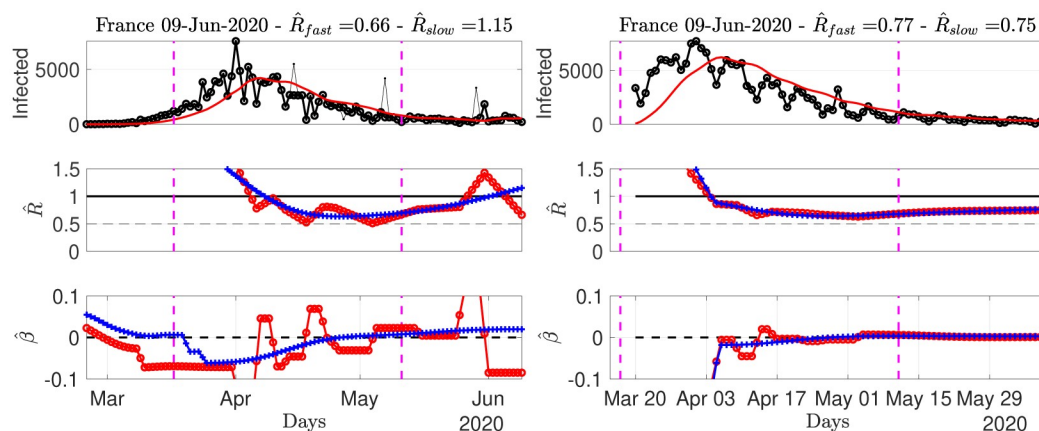 France 09-Jun-2020 - R̂fast =0.66 - R̂slow =1.15
Infected
5000
0
R̂
1.5
1
0.5
0
β̂
0.1
0
-0.1
Mar
Apr
May
Jun
Days
2020
France 09-Jun-2020 - R̂fast =0.77 - R̂slow =0.75
Infected
5000
0
R̂
1.5
1
0.5
0
β̂
0.1
0
-0.1
Mar 20
Apr 03
Apr 17
May 01
May 15
May 29
Days
2020